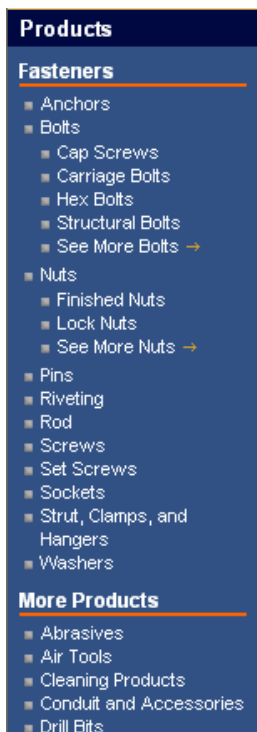 Products
Fasteners
Anchors
Bolts
Cap Screws
Carriage Bolts
Hex Bolts
Structural Bolts
See More Bolts →
Nuts
Finished Nuts
Lock Nuts
See More Nuts →
Pins
Riveting
Rod
Screws
Set Screws
Sockets
Strut, Clamps, and
Hangers
Washers
More Products
Abrasives
Air Tools
Cleaning Products
Conduit and Accessories
Drill Bits